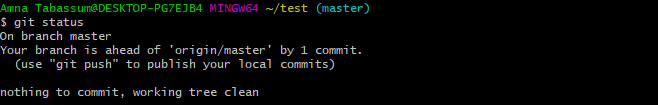 Amna Tabassum@DESKTOP-PG7EJB4 MINGW64 ~/test (master)
$ git status
On branch master
Your branch is ahead of 'origin/master' by 1 commit.
  (use "git push" to publish your local commits)

nothing to commit, working tree clean